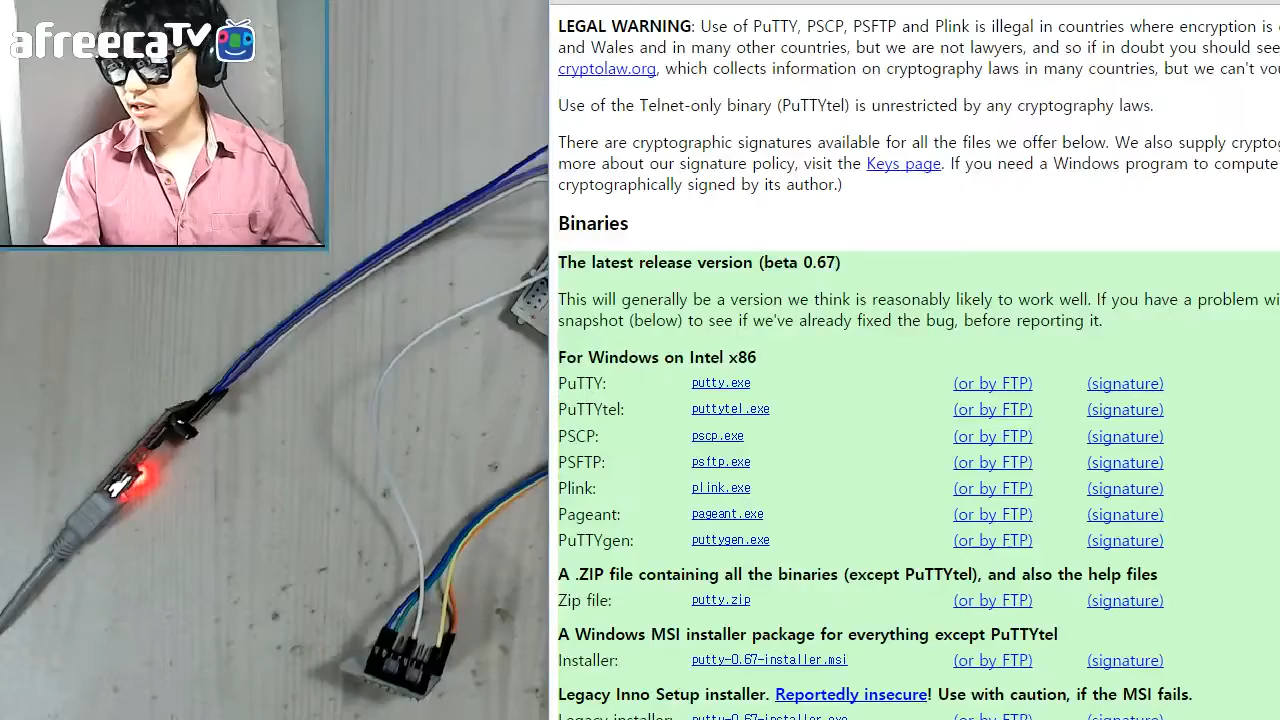 afreecaTV
LEGAL WARNING: Use of PuTTY, PSCP, PSFTP and Plink is illegal in countries where encryption is
and Wales and in many other countries, but we are not lawyers, and so if in doubt you should see
cryptolaw.org, which collects information on cryptography laws in many countries, but we can't
Use of the Telnet-only binary (PuTTYtel) is unrestricted by any cryptography laws.
There are cryptographic signatures available for all the files we offer below. We also supply
more about our signature policy, visit the Keys page. If you need a Windows program to compute
cryptographically signed by its author.)
Binaries
The latest release version (beta 0.67)
This will generally be a version we think is reasonably likely to work well. If you have a problem
snapshot (below) to see if we've already fixed the bug, before reporting it.
For Windows on Intel x86
PuTTY: putty.exe (or by FTP) (signature)
PuTTYtel: puttytel.exe (or by FTP) (signature)
PSCP: pscp.exe (or by FTP) (signature)
PSFTP: psftp.exe (or by FTP) (signature)
Plink: plink.exe (or by FTP) (signature)
Pageant: pageant.exe (or by FTP) (signature)
PuTTYgen: puttygen.exe (or by FTP) (signature)
A .ZIP file containing all the binaries (except PuTTYtel), and also the help files
Zip file: putty.zip (or by FTP) (signature)
A Windows MSI installer package for everything except PuTTYtel
Installer: putty-0.67-installer.msi (or by FTP) (signature)
Legacy Inno Setup installer. Reportedly insecure! Use with caution, if the MSI fails.
Legacy installer: putty-0.67-installer.exe (or by FTP) (signature)